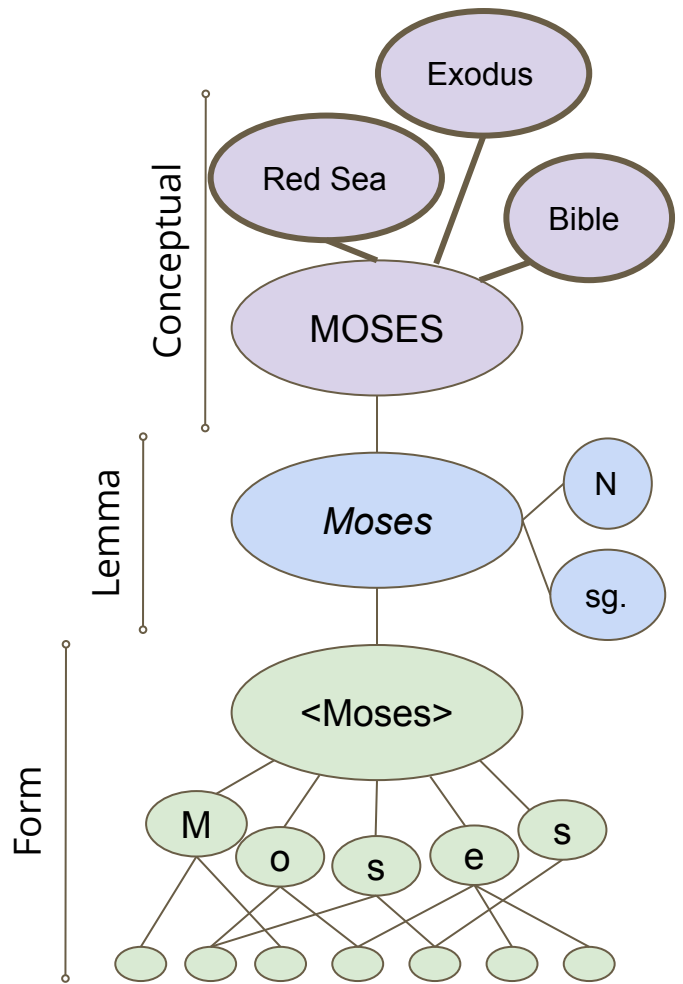 Exodus
Red Sea
Bible
Conceptual
MOSES
Lemma
Moses
N
sg.
Form
<Moses>
M
o
s
e
s